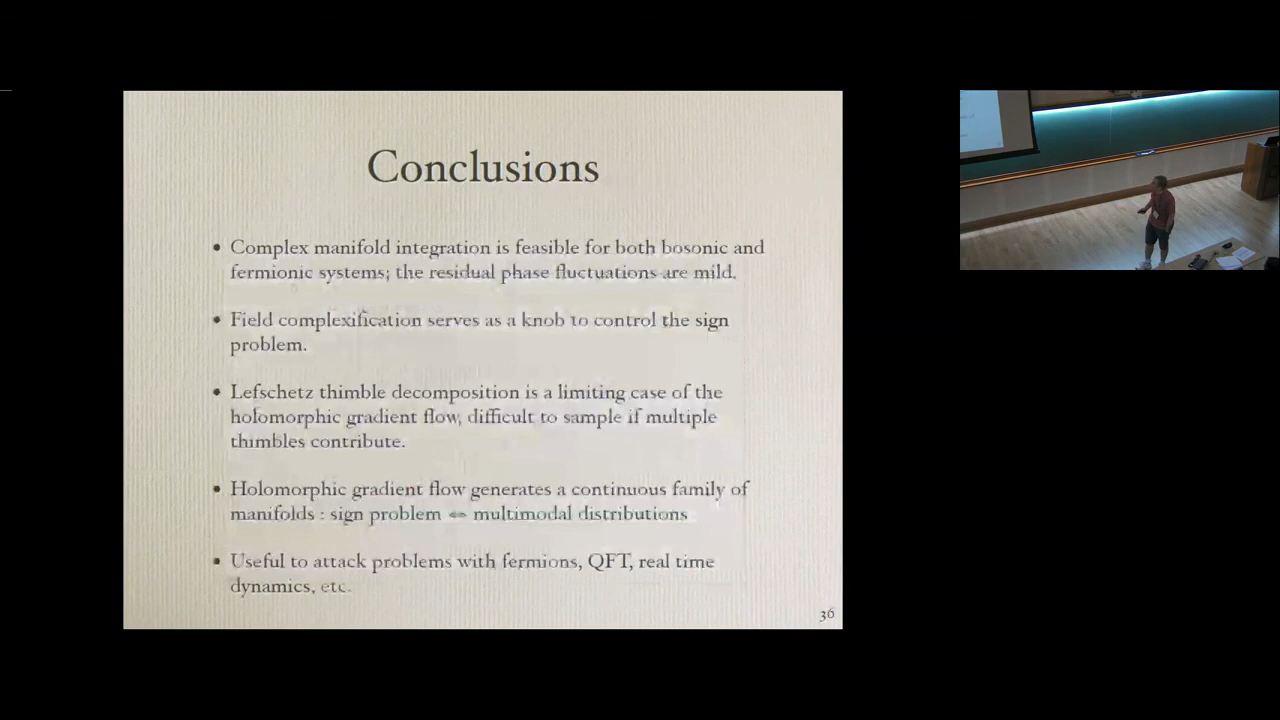 Conclusions
• Complex manifold integration is feasible for both bosonic and
fermionic systems; the residual phase fluctuations are mild.
• Field complexification serves as a knob to control the sign
problem.
• Lefschetz thimble decomposition is a limiting case of the
holomorphic gradient flow, difficult to sample if multiple
thimbles contribute.
• Holomorphic gradient flow generates a continuous family of
manifolds : sign problem ⇔ multimodal distributions
• Useful to attack problems with fermions, QFT, real time
dynamics, etc.
36